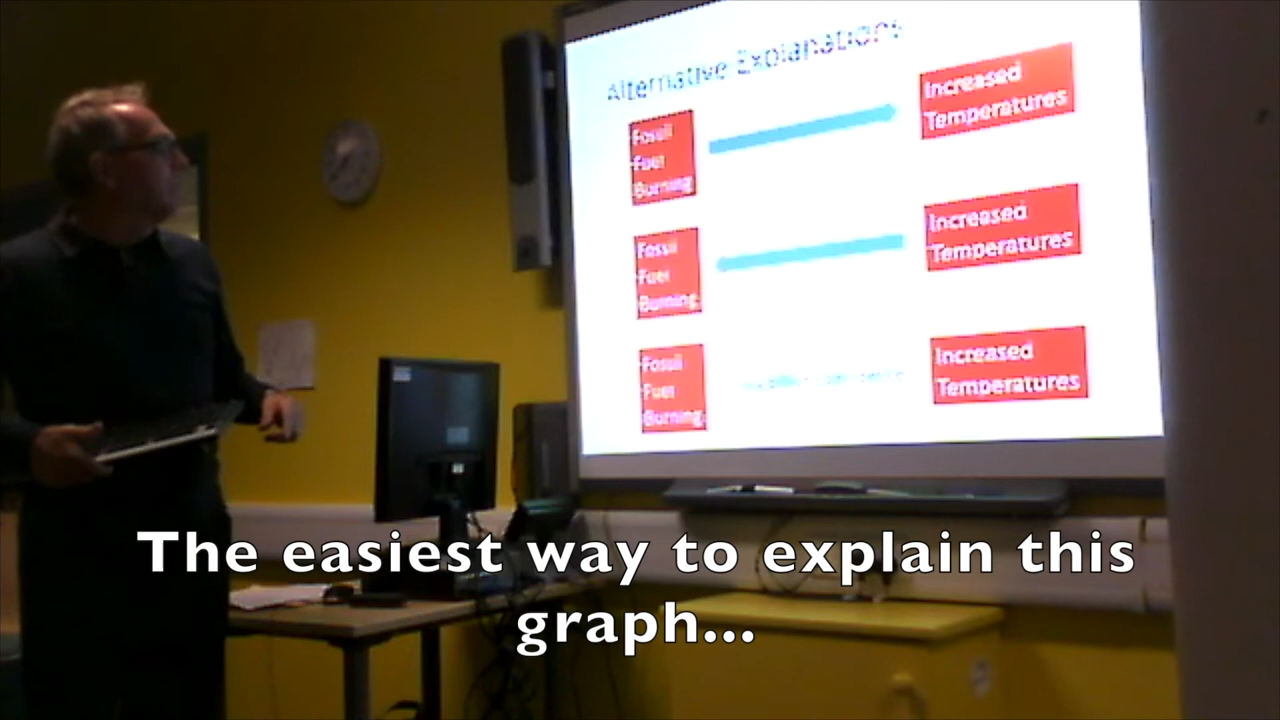 Alternative Explanations
Fossil
Fuel
Burning
Increased
Temperatures
Fossil
Fuel
Burning
Increased
Temperatures
Fossil
Fuel
Burning
Increased
Temperatures
The easiest way to explain this
graph...